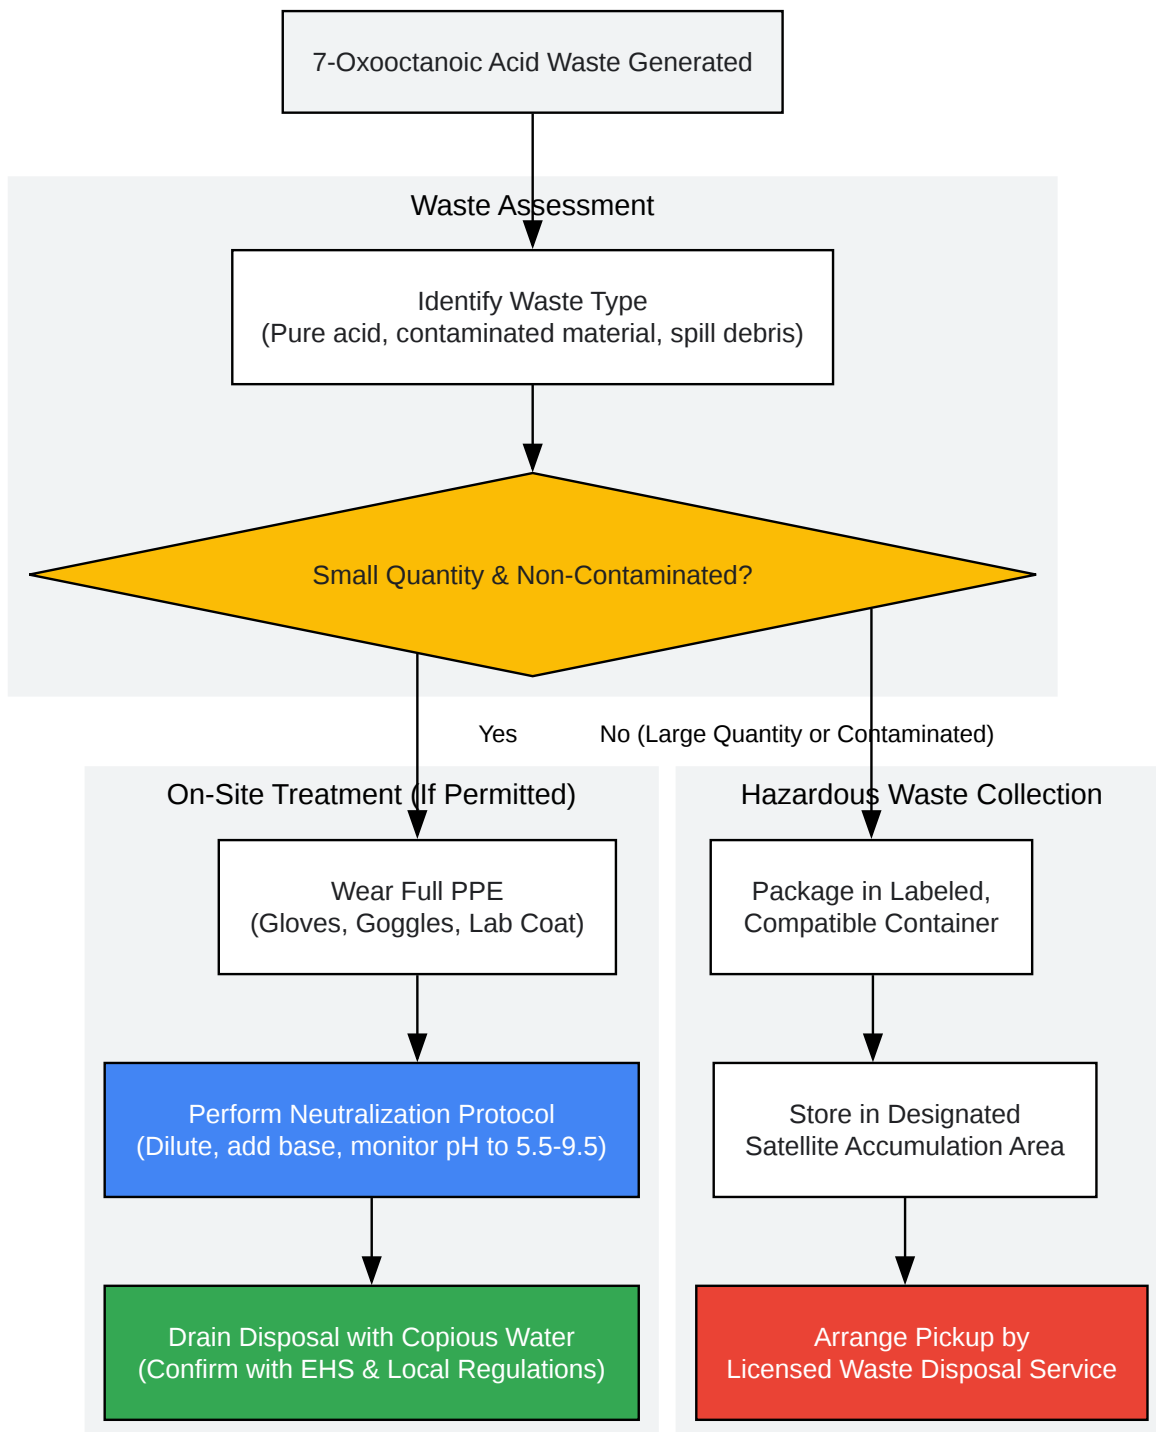 7-Oxooctanoic Acid Waste Generated
Waste Assessment
Identify Waste Type
(Pure acid, contaminated material, spill debris)
Small Quantity & Non-Contaminated?
Yes
No (Large Quantity or Contaminated)
On-Site Treatment (If Permitted)
Wear Full PPE
(Gloves, Goggles, Lab Coat)
Perform Neutralization Protocol
(Dilute, add base, monitor pH to 5.5-9.5)
Drain Disposal with Copious Water
(Confirm with EHS & Local Regulations)
Hazardous Waste Collection
Package in Labeled,
Compatible Container
Store in Designated
Satellite Accumulation Area
Arrange Pickup by
Licensed Waste Disposal Service